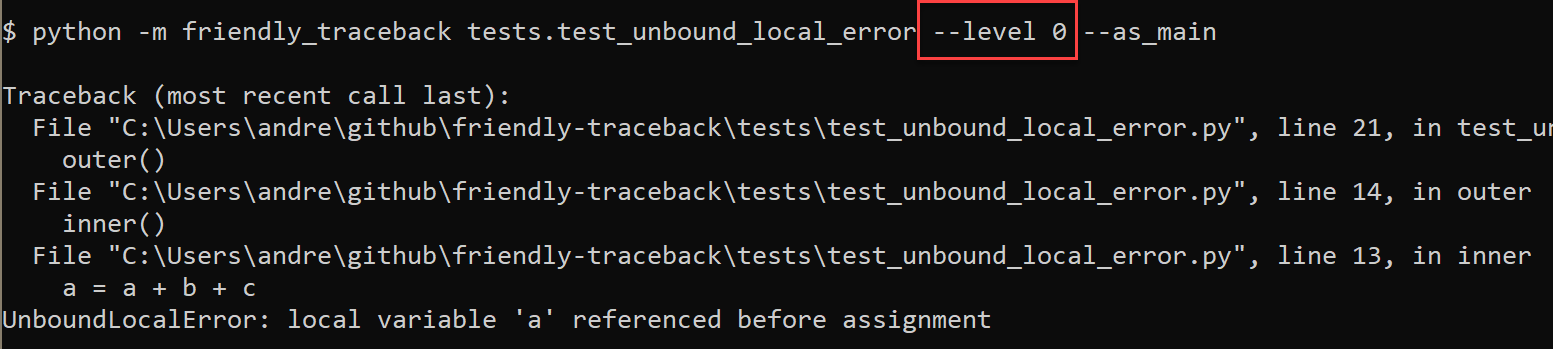 $ python -m friendly_traceback tests.test_unbound_local_error --level 0 --as_main
Traceback (most recent call last):
File "C:\Users\andre\github\friendly-traceback\tests\test_unbound_local_error.py", line 21, in
outer()
File "C:\Users\andre\github\friendly-traceback\tests\test_unbound_local_error.py", line 14, in outer
inner()
File "C:\Users\andre\github\friendly-traceback\tests\test_unbound_local_error.py", line 13, in inner
a = a + b + c
UnboundLocalError: local variable 'a' referenced before assignment